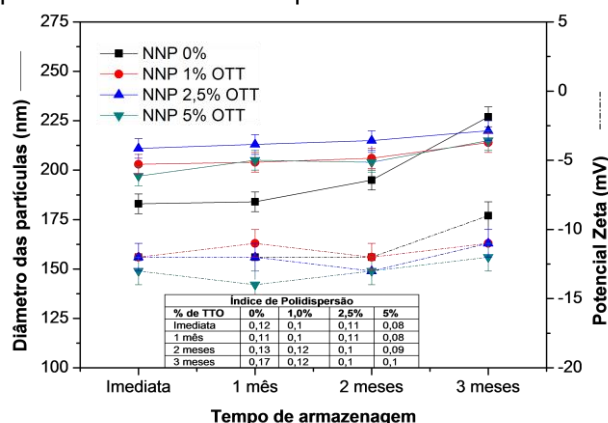 NNP 0%
NNP 1% OTT
NNP 2,5% OTT
NNP 5% OTT
Diâmetro das partículas (nm)
275
250
225
200
175
150
125
100
Potencial Zeta (mV)
5
0
-5
-10
-15
-20
Índice de Polidispersão
% de TTO 0% 1,0% 2,5% 5%
Imediata 0,12 0,1 0,11 0,08
1 mês 0,11 0,1 0,11 0,08
2 meses 0,13 0,12 0,1 0,09
3 meses 0,17 0,12 0,1 0,1
Imediata 1 mês 2 meses 3 meses
Tempo de armazenagem